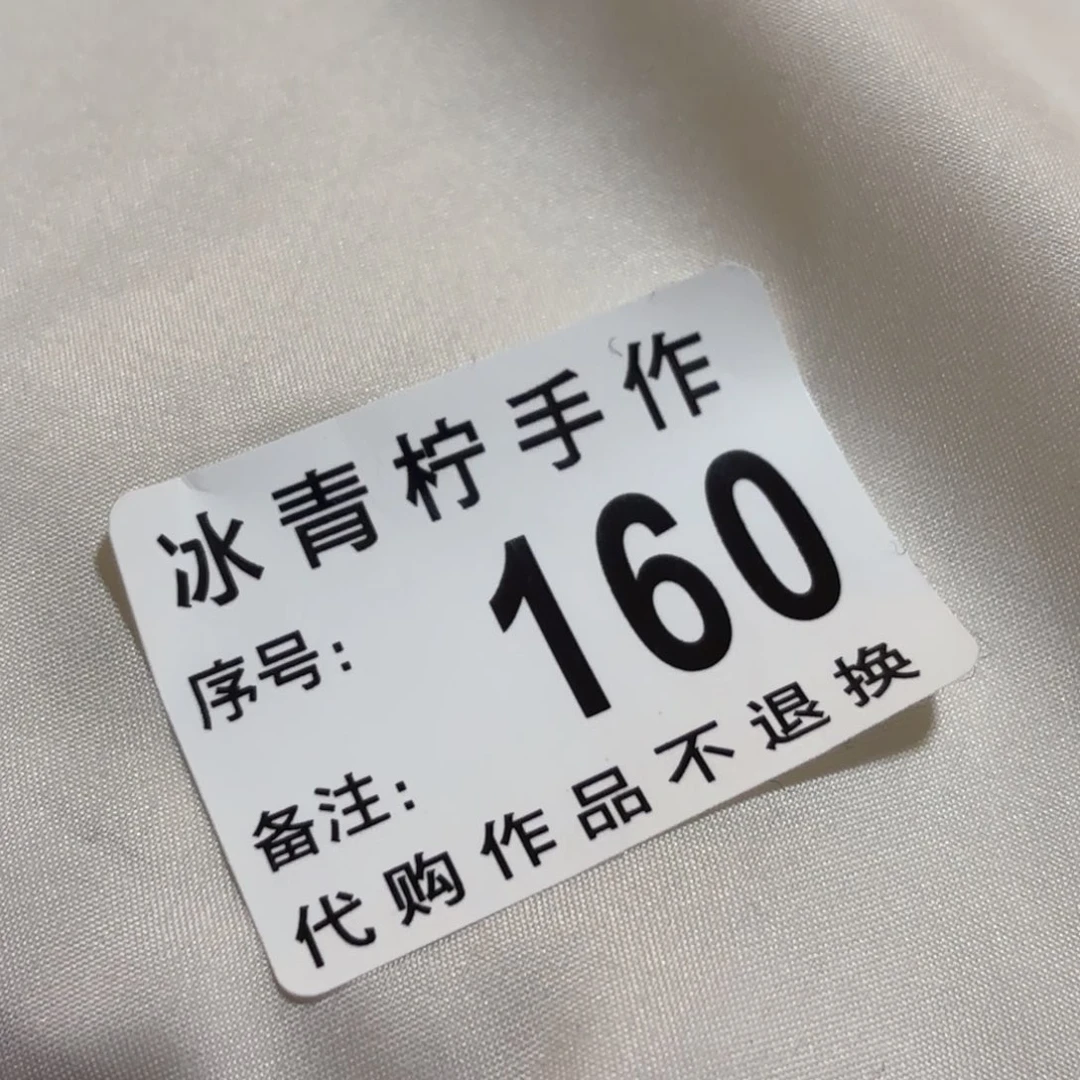 冰青柠手作
序号：160
备注：
代购作品不退换